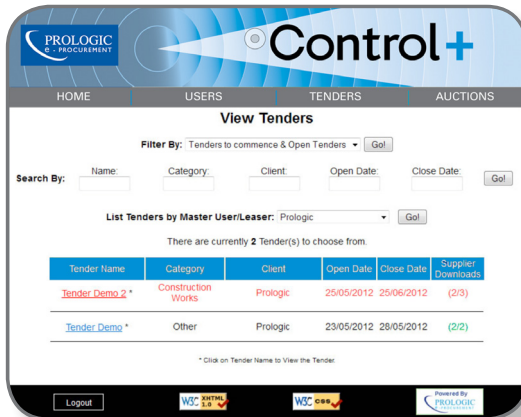 PROLOGIC
e - PROCUREMENT
Control+
HOME USERS TENDERS AUCTIONS
View Tenders
Filter By: Tenders to commence & Open Tenders Go!
Search By: Name: Category: Client: Open Date: Close Date: Go!
List Tenders by Master User/Leaser: Prologic Go!
There are currently 2 Tender(s) to choose from.
Tender Name Category Client Open Date Close Date Supplier Downloads
Tender Demo 2 * Construction Works Prologic 25/05/2012 25/06/2012 (2/3)
Tender Demo * Other Prologic 23/05/2012 28/05/2012 (2/2)
* Click on Tender Name to View the Tender.
Logout W3C XHTML 1.0 W3C css Powered By PROLOGIC